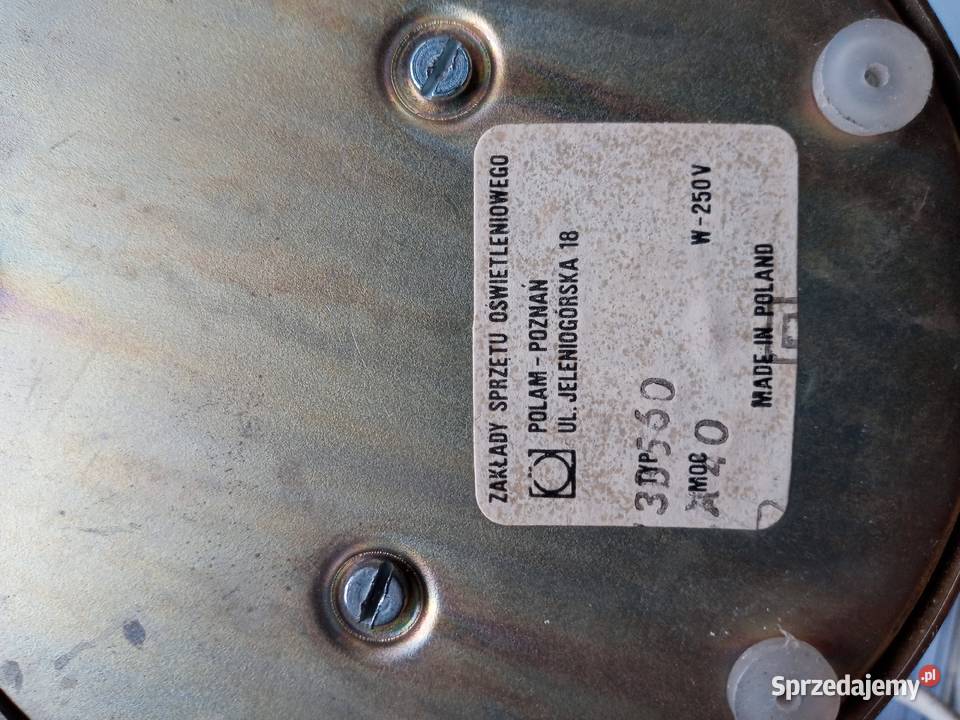 ZAKŁADY SPRZĘTU OŚWIETLENIOWEGO
POLAM - POZNAŃ
UL. JELENIOGÓRSKA 18
TYP
MOC W-250V
MADE IN POLAND
Sprzedajemy.pl